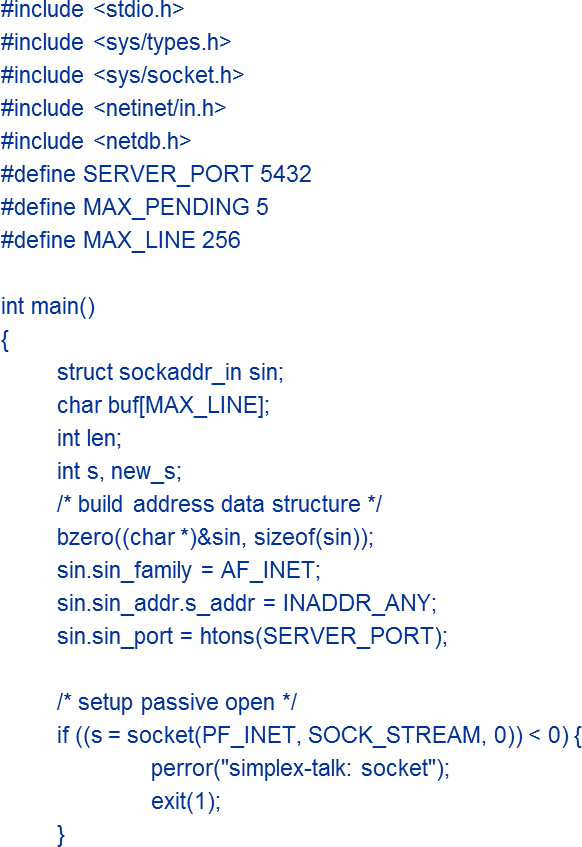 #include <stdio.h>
#include <sys/types.h>
#include <sys/socket.h>
#include <netinet/in.h>
#include <netdb.h>
#define SERVER_PORT 5432
#define MAX_PENDING 5
#define MAX_LINE 256
int main()
{
struct sockaddr_in sin;
char buf[MAX_LINE];
int len;
int s, new_s;
/* build address data structure */
bzero((char *)&sin, sizeof(sin));
sin.sin_family = AF_INET;
sin.sin_addr.s_addr = INADDR_ANY;
sin.sin_port = htons(SERVER_PORT);
/* setup passive open */
if ((s = socket(PF_INET, SOCK_STREAM, 0)) < 0) {
perror("simplex-talk: socket");
exit(1);
}